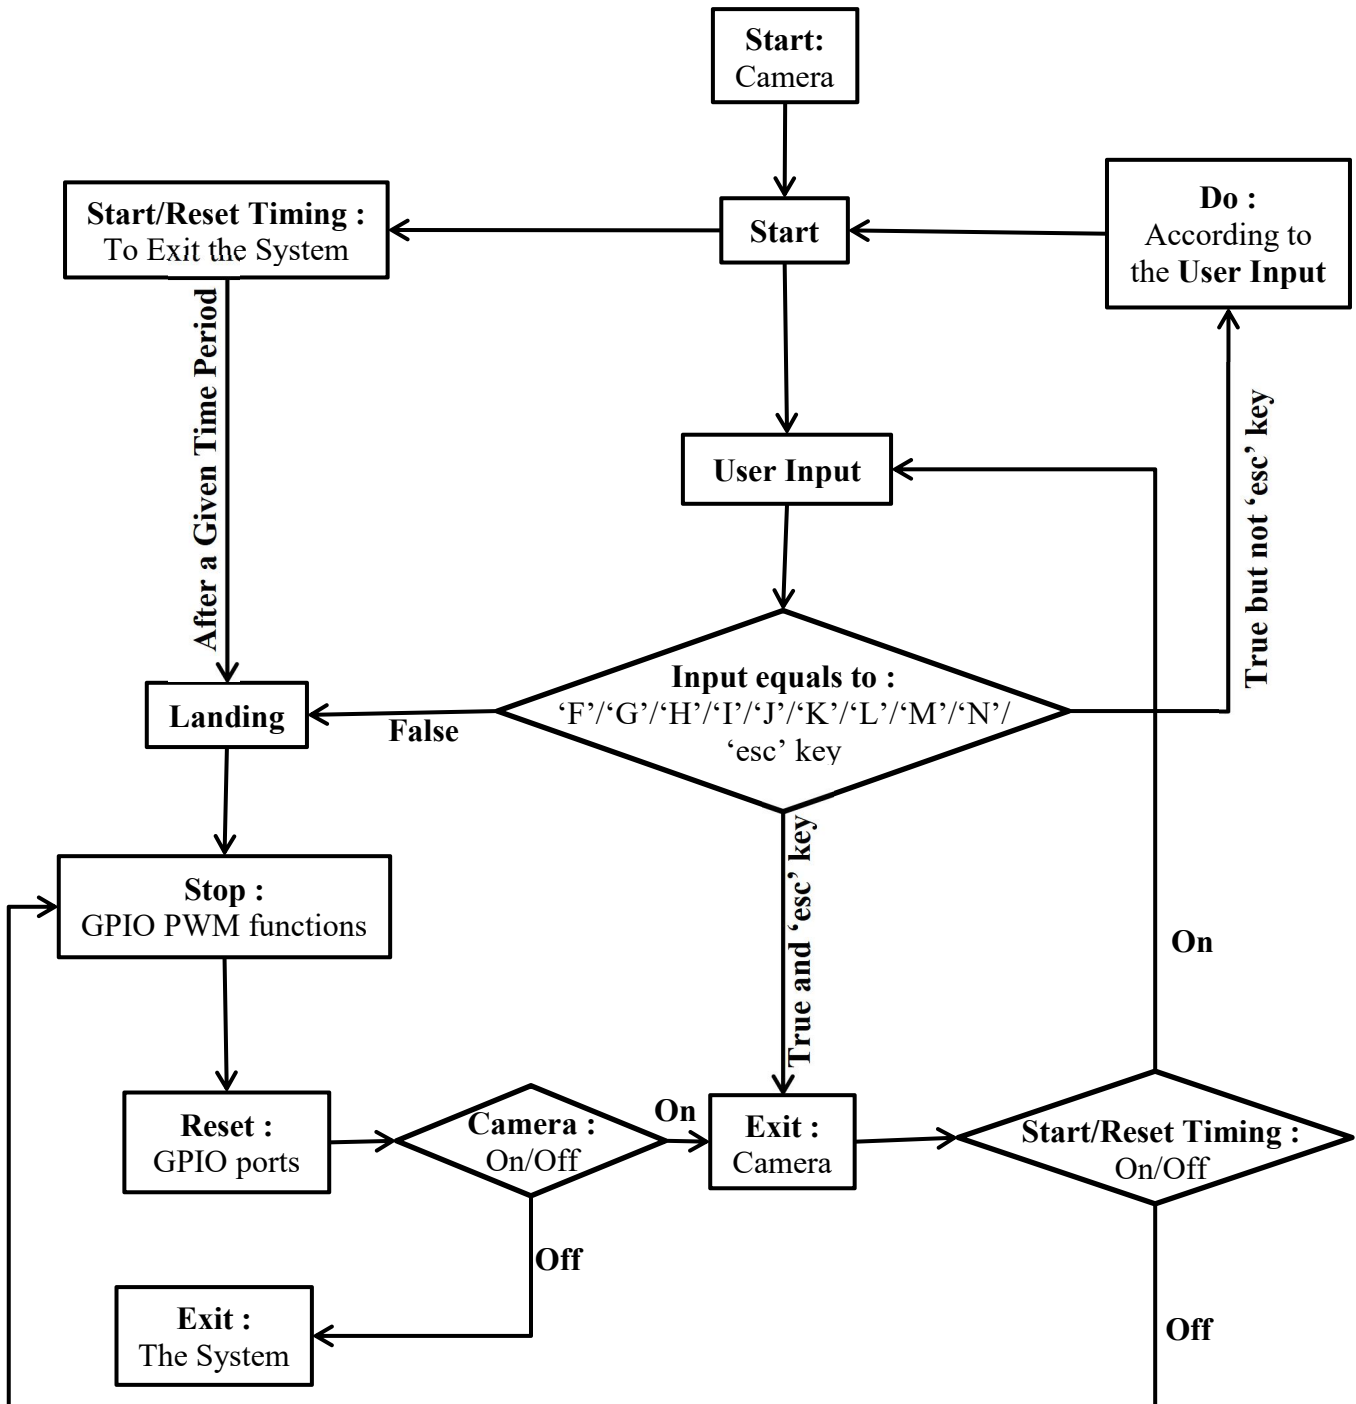 Start:
Camera
Start/Reset Timing :
To Exit the System
Start
Do :
According to
the User Input
After a Given Time Period
User Input
True but not ‘esc’ key
Input equals to :
‘F’/‘G’/‘H’/‘I’/‘J’/‘K’/‘L’/‘M’/‘N’/
‘esc’ key
Landing
False
True and ‘esc’ key
Stop :
GPIO PWM functions
On
Reset :
GPIO ports
Camera :
On/Off
On
Exit :
Camera
Start/Reset Timing :
On/Off
Off
Exit :
The System
Off